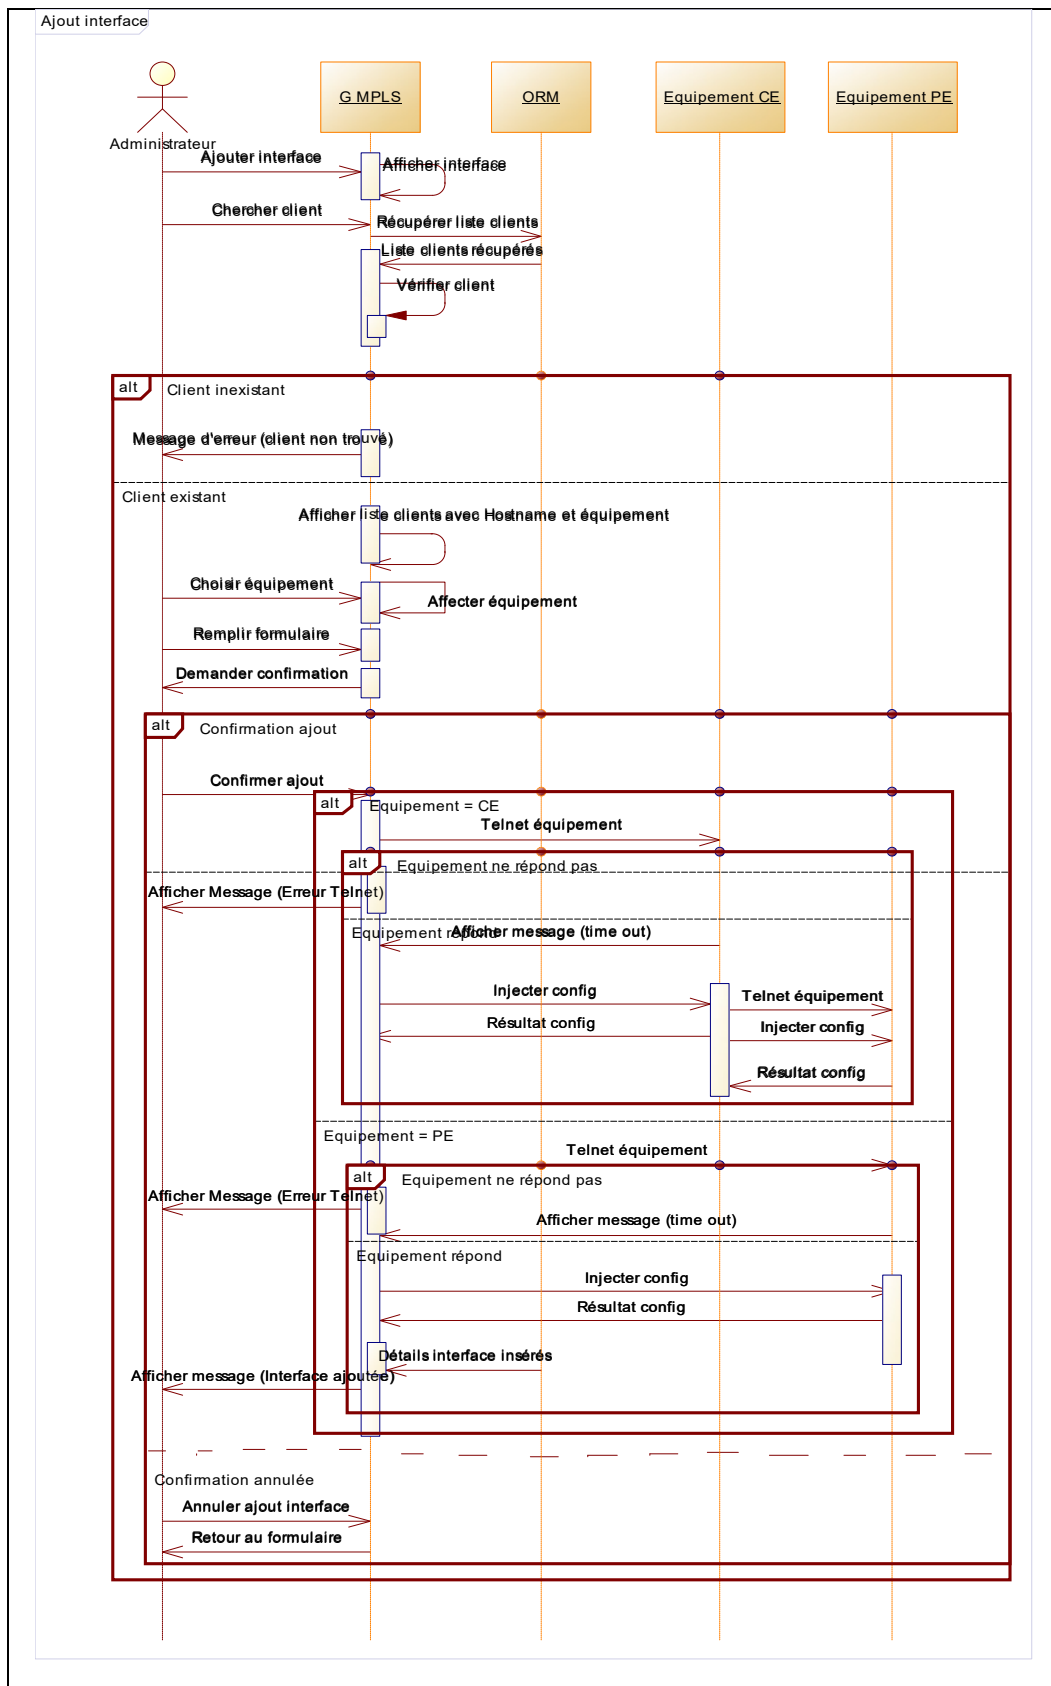 Ajout interface
G MPLS
ORM
Equipement CE
Equipement PE
Administrateur
Ajouter interface
Afficher interface
Chercher client
Récupérer liste clients
Liste clients récupérés
Vérifier client
alt
Client inexistant
Message d'erreur (client non trouvé)
Client existant
Afficher liste clients avec Hostname et équipement
Choisir équipement
Affecter équipement
Remplir formulaire
Demander confirmation
alt
Confirmation ajout
Confirmer ajout
alt
Equipement = CE
Telnet équipement
alt
Equipement ne répond pas
Afficher Message (Erreur Telnet)
Equipement répond
Afficher message (time out)
Injecter config
Telnet équipement
Résultat config
Injecter config
Résultat config
Equipement = PE
Telnet équipement
alt
Equipement ne répond pas
Afficher Message (Erreur Telnet)
Afficher message (time out)
Equipement répond
Injecter config
Résultat config
Détails interface insérés
Afficher message (Interface ajoutée)
Confirmation annulée
Annuler ajout interface
Retour au formulaire